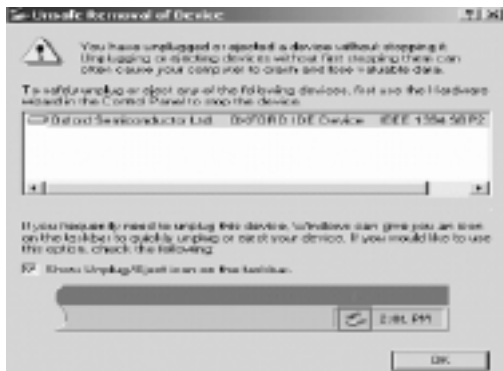 Unsafe Removal of Device
You have unplugged or ejected a device without stopping it.
Unplugging or ejecting devices without first stopping them can
often cause your computer to crash and lose valuable data.
To safely unplug or eject any of the following devices, first use the Hardware
wizard in the Control Panel to stop the device.
Oxford Semiconductor Ltd. OXFORD IDE Device IEEE 1394 SBP2
If you frequently need to unplug this device, Windows can give you an icon
on the taskbar to quickly unplug or eject your device. If you would like to use
this option, check the following:
Show Unplug/Eject icon on the taskbar.
PM
OK